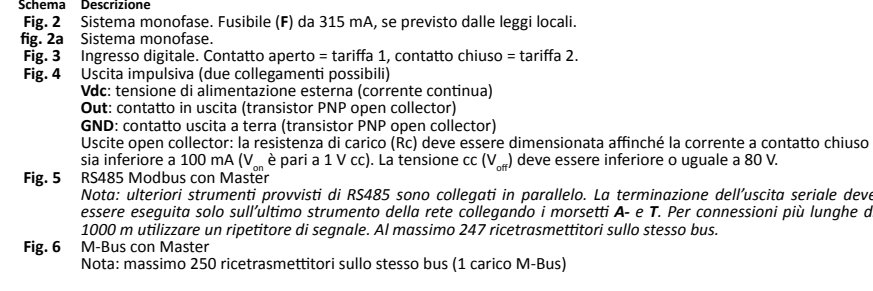 Schema Descrizione
Fig. 2 Sistema monofase. Fusibile (F) da 315 mA, se previsto dalle leggi locali.
fig. 2a Sistema monofase.
Fig. 3 Ingresso digitale. Contatto aperto = tariffa 1, contatto chiuso = tariffa 2.
Fig. 4 Uscita impulsiva (due collegamenti possibili)
Vdc: tensione di alimentazione esterna (corrente continua)
Out: contatto in uscita (transistor PNP open collector)
GND: contatto uscita a terra (transistor PNP open collector)
Uscite open collector: la resistenza di carico (Rc) deve essere dimensionata affinché la corrente a contatto chiuso
sia inferiore a 100 mA (Von è pari a 1 V cc). La tensione cc (Voff) deve essere inferiore o uguale a 80 V.
Fig. 5 RS485 Modbus con Master
Nota: ulteriori strumenti provvisti di RS485 sono collegati in parallelo. La terminazione dell'uscita seriale deve
essere eseguita solo sull'ultimo strumento della rete collegando i morsetti A- e T. Per connessioni più lunghe d
1000 m utilizzare un ripetitore di segnale. Al massimo 247 ricetrasmettitori sullo stesso bus.
Fig. 6 M-Bus con Master
Nota: massimo 250 ricetrasmettitori sullo stesso bus (1 carico M-Bus)